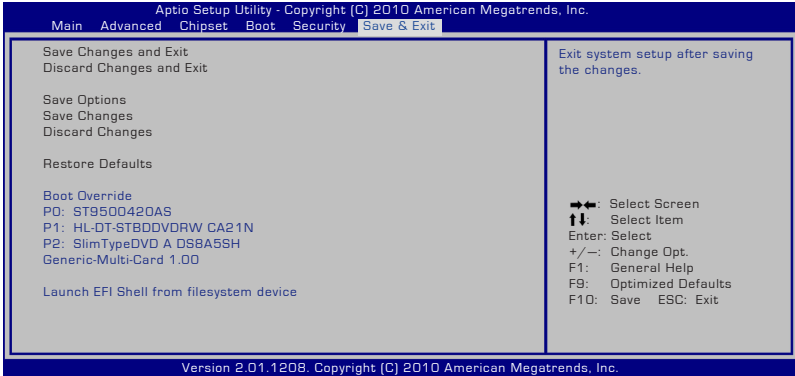 Aptio Setup Utility - Copyright (C) 2010 American Megatrends, Inc.
Main Advanced Chipset Boot Security Save & Exit
Save Changes and Exit
Discard Changes and Exit
Save Options
Save Changes
Discard Changes
Restore Defaults
Boot Override
P0: ST9500420AS
P1: HL-DT-STBDDVDRW CA21N
P2: SlimTypeDVD A DS8A5SH
Generic-Multi-Card 1.00
Launch EFI Shell from filesystem device
Exit system setup after saving
the changes.
→←: Select Screen
↑↓: Select Item
Enter: Select
+/—: Change Opt.
F1: General Help
F9: Optimized Defaults
F10: Save ESC: Exit
Version 2.01.1208. Copyright (C) 2010 American Megatrends, Inc.